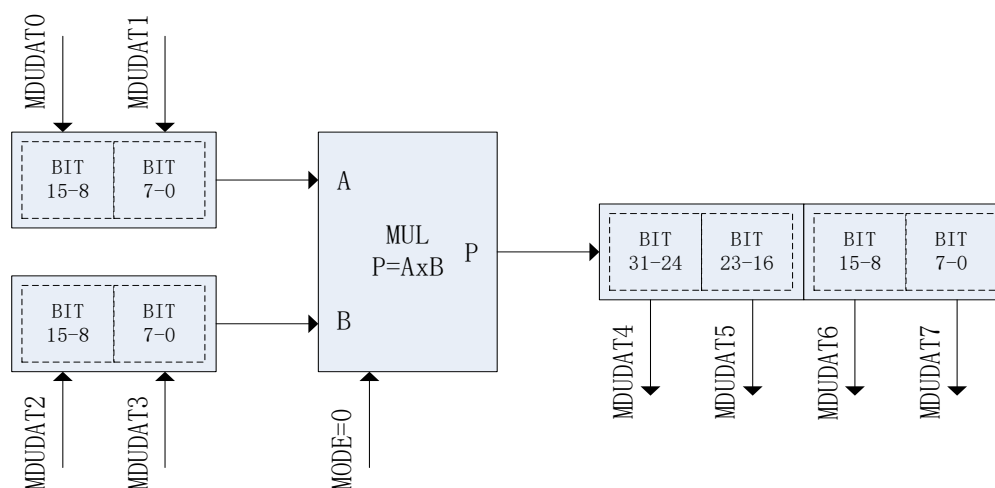 MDUDAT0
MDUDAT1
BIT
15-8
BIT
7-0
A
MUL
P=AxB
P
B
BIT
31-24
BIT
23-16
BIT
15-8
BIT
7-0
BIT
15-8
BIT
7-0
MDUDAT2
MDUDAT3
MODE=0
MDUDAT4
MDUDAT5
MDUDAT6
MDUDAT7